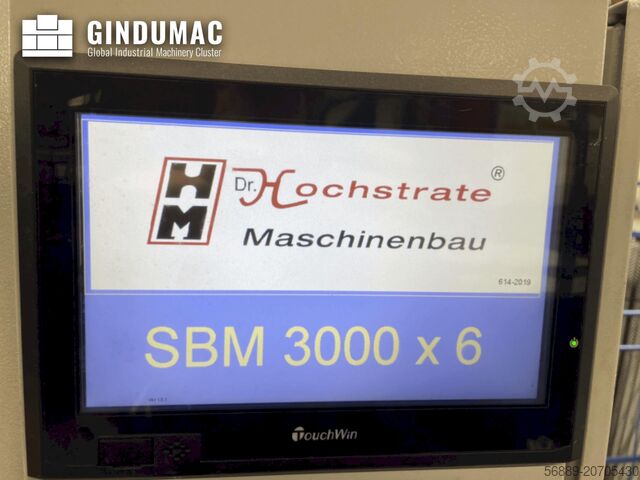 GINDUMAC
Global Industrial Machinery Cluster
HM
Dr. Hochstrate ®
Maschinenbau
614-2019
SBM 3000 x 6
TouchWin
56889-20705430